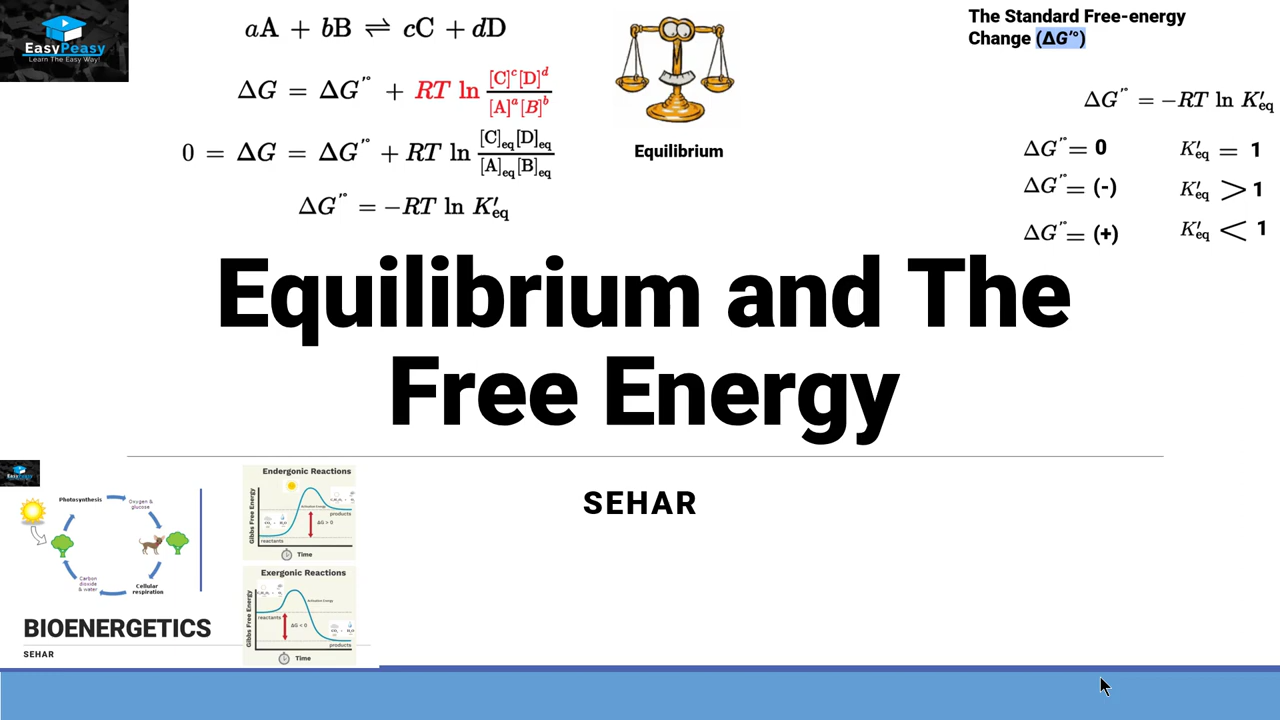 EasyPeasy
Learn The Easy Way!
aA + bB ⇌ cC + dD
ΔG = ΔG′° + RT ln [C]^c[D]^d / [A]^a[B]^b
0 = ΔG = ΔG′° + RT ln [C]eq[D]eq / [A]eq[B]eq
ΔG′° = −RT ln K′eq
Equilibrium
The Standard Free-energy
Change (ΔG′°)
ΔG′° = −RT ln K′eq
ΔG′° = 0 K′eq = 1
ΔG′° = (-) K′eq > 1
ΔG′° = (+) K′eq < 1
Equilibrium and The
Free Energy
SEHAR
EasyPeasy
Photosynthesis
Oxygen &
glucose
Carbon
dioxide
& water
Cellular
respiration
BIOENERGETICS
SEHAR
Endergonic Reactions
Gibbs Free Energy
Activation Energy
products
ΔG > 0
reactants
Time
Exergonic Reactions
Gibbs Free Energy
Activation Energy
reactants
ΔG < 0
products
Time